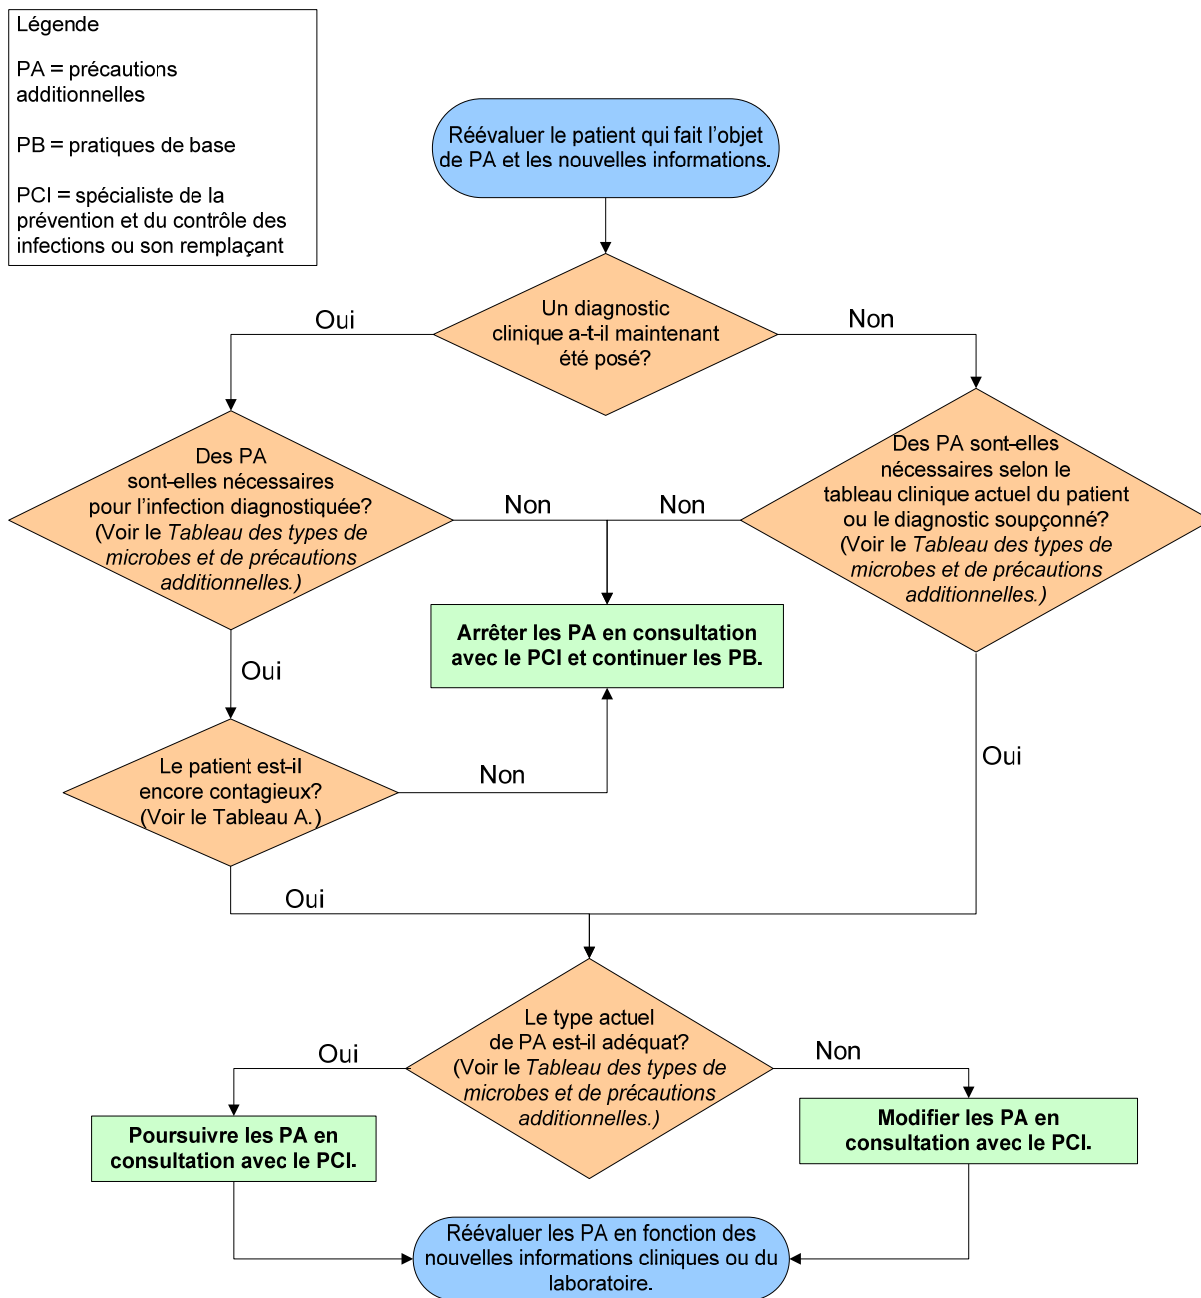 Légende
PA = précautions
additionnelles
PB = pratiques de base
PCI = spécialiste de la
prévention et du contrôle des
infections ou son remplaçant
Réévaluer le patient qui fait l'objet
de PA et les nouvelles informations.
Un diagnostic
clinique a-t-il maintenant
été posé?
Oui
Non
Des PA
sont-elles nécessaires
pour l'infection diagnostiquée?
(Voir le Tableau des types de
microbes et de précautions
additionnelles.)
Non
Non
Des PA sont-elles
nécessaires selon le
tableau clinique actuel du patient
ou le diagnostic soupçonné?
(Voir le Tableau des types de
microbes et de précautions
additionnelles.)
Arrêter les PA en consultation
avec le PCI et continuer les PB.
Oui
Le patient est-il
encore contagieux?
(Voir le Tableau A.)
Non
Oui
Oui
Le type actuel
de PA est-il adéquat?
(Voir le Tableau des types de
microbes et de précautions
additionnelles.)
Oui
Non
Poursuivre les PA en
consultation avec le PCI.
Modifier les PA en
consultation avec le PCI.
Réévaluer les PA en fonction des
nouvelles informations cliniques ou du
laboratoire.